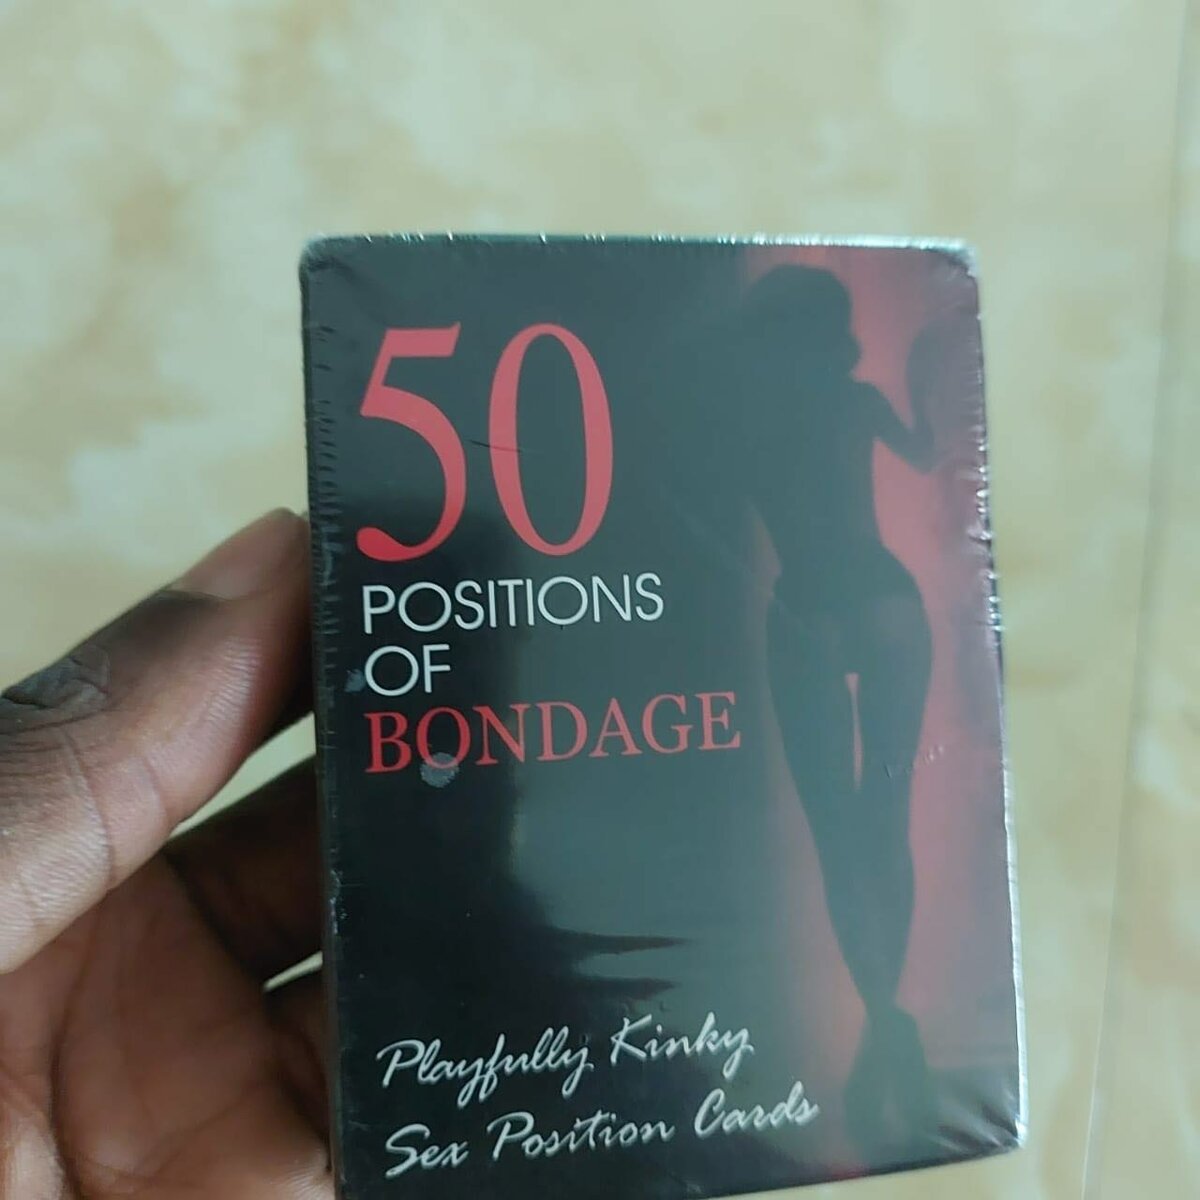 50
POSITIONS
OF
BONDAGE
Playfully Kinky
Sex Position Cards